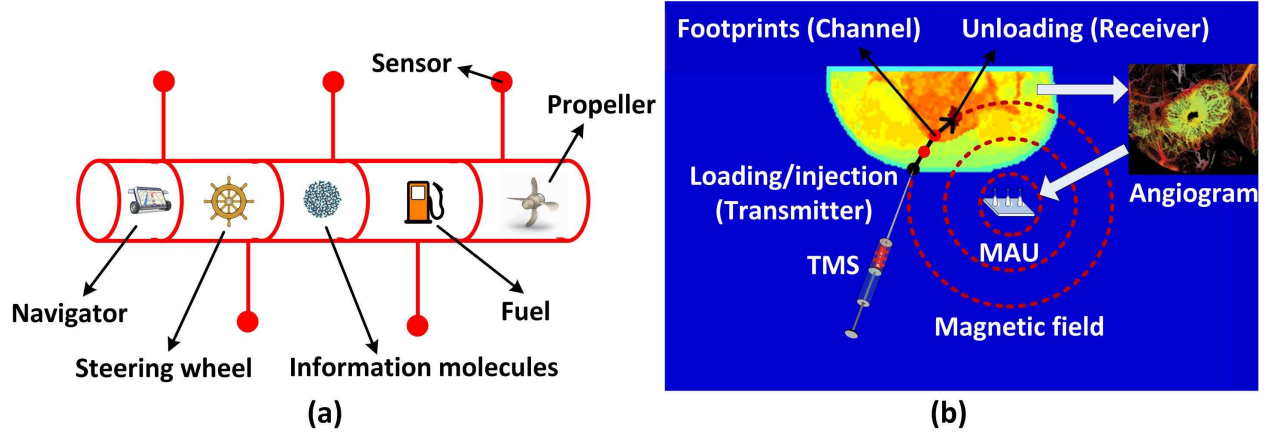 Sensor
Propeller
Navigator
Steering wheel
Information molecules
Fuel
(a)
Footprints (Channel)
Unloading (Receiver)
Loading/injection
(Transmitter)
TMS
MAU
Magnetic field
Angiogram
(b)